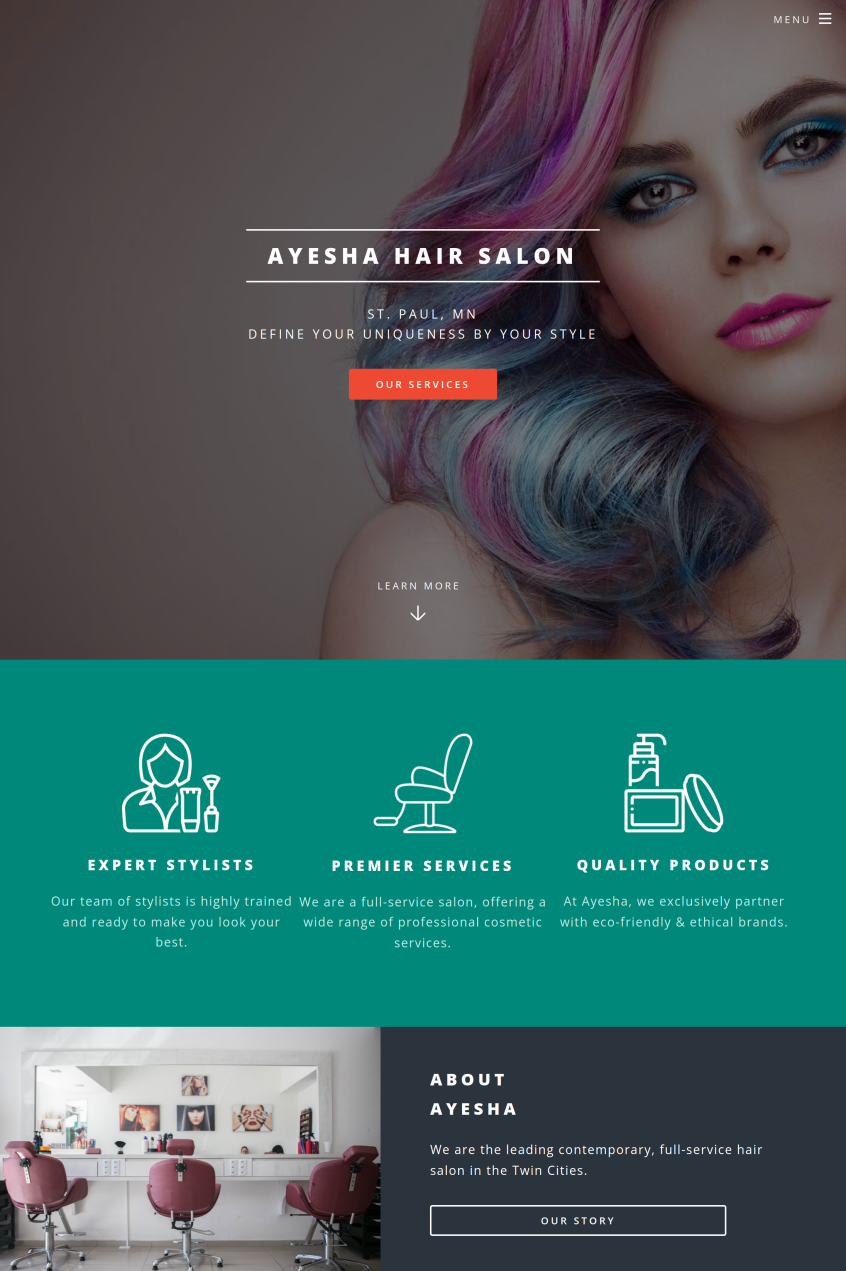 MENU
AYESHA HAIR SALON
ST. PAUL, MN
DEFINE YOUR UNIQUENESS BY YOUR STYLE
OUR SERVICES
LEARN MORE
EXPERT STYLISTS
Our team of stylists is highly trained
and ready to make you look your
best.
PREMIER SERVICES
We are a full-service salon, offering a
wide range of professional cosmetic
services.
QUALITY PRODUCTS
At Ayesha, we exclusively partner
with eco-friendly & ethical brands.
ABOUT
AYESHA
We are the leading contemporary, full-service hair
salon in the Twin Cities.
OUR STORY